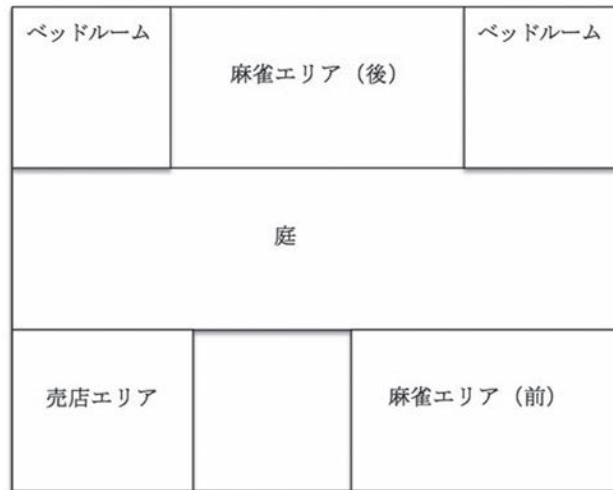 ベッドルーム
麻雀エリア（後）
ベッドルーム
庭
売店エリア
麻雀エリア（前）